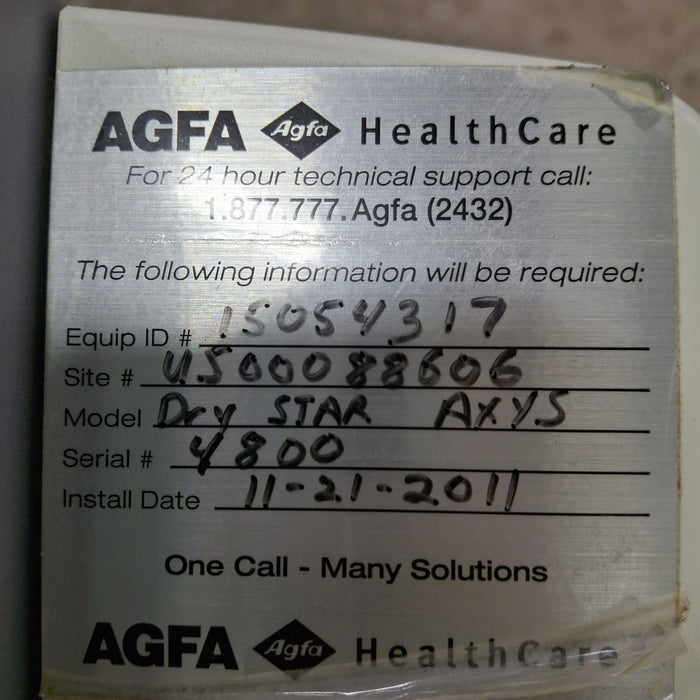 AGFA Agfa HealthCare
For 24 hour technical support call:
1.877.777.Agfa (2432)
The following information will be required:
Equip ID # 15054317
Site # US00088606
Model Dry STAR AXYS
Serial # 4800
Install Date 11-21-2011
One Call - Many Solutions
AGFA Agfa HealthCare